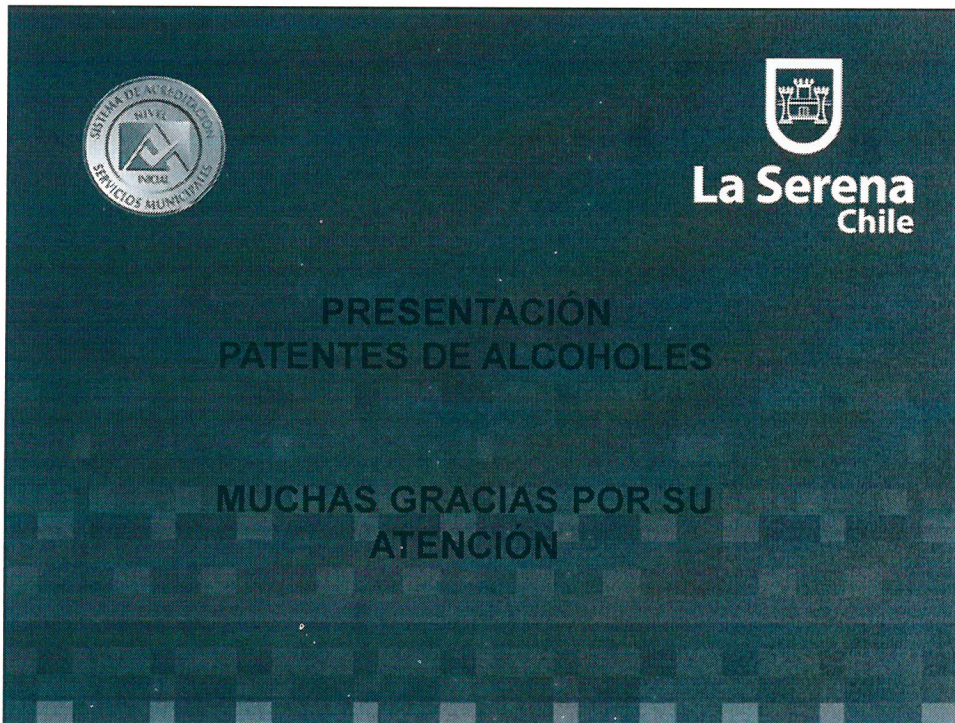 SISTEMA DE ACREDITACIÓN
NIVEL
INICIAL
SERVICIOS MUNICIPALES
La Serena
Chile
PRESENTACIÓN
PATENTES DE ALCOHOLES
MUCHAS GRACIAS POR SU
ATENCIÓN